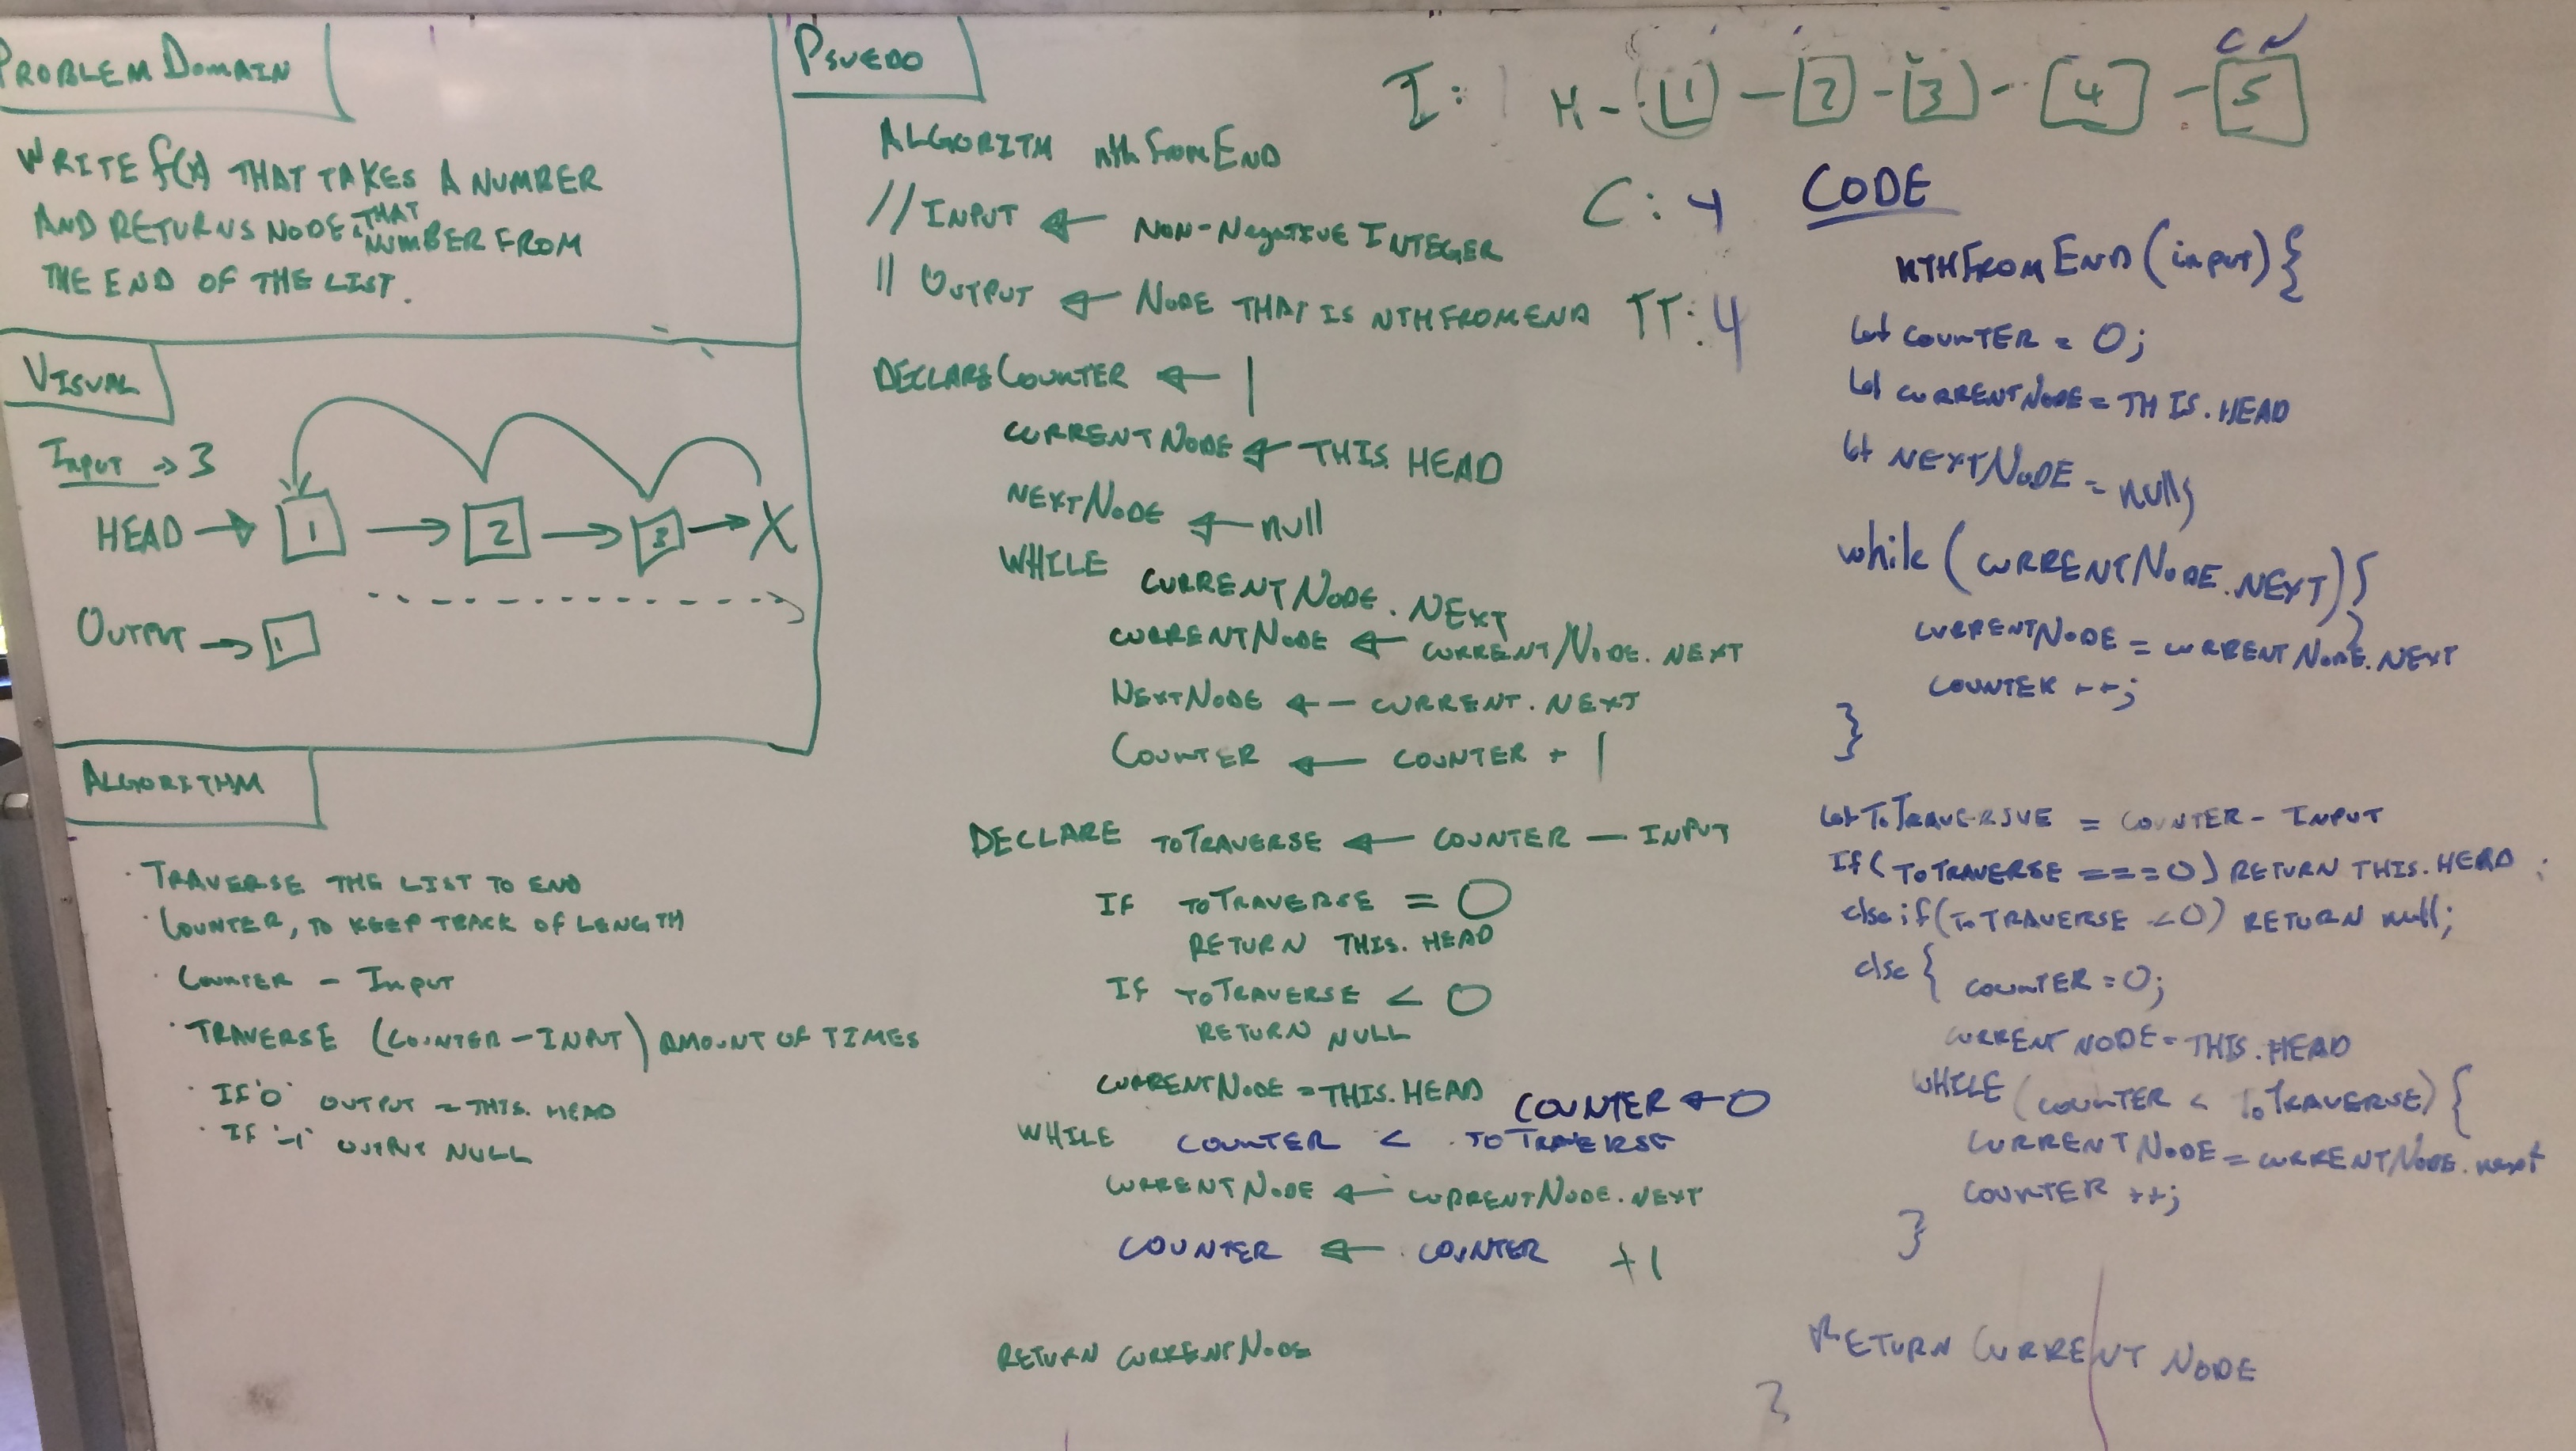 PROBLEM DOMAIN
WRITE f(x) THAT TAKES A NUMBER
AND RETURNS NODE THAT
NUMBER FROM
THE END OF THE LIST.
VISUAL
INPUT → 3
HEAD → 1 → 2 → 3 → X
OUTPUT → 1
ALGORITHM
· TRAVERSE THE LIST TO END
· COUNTER, TO KEEP TRACK OF LENGTH
· COUNTER - INPUT
· TRAVERSE (COUNTER - INPUT) AMOUNT OF TIMES
· IF '0' OUTPUT = THIS. HEAD
· IF '-1' OUTPUT NULL
PSUEDO
ALGORITM nthFromEND
// INPUT ← NON-NEGATIVE INTEGER
|| OUTPUT ← NODE THAT IS NTHFROMEND
DECLARE COUNTER ← 1
CURRENTNODE ← THIS. HEAD
NEXTNODE ← null
WHILE CURRENTNODE.NEXT
CURRENTNODE ← CURRENTNODE.NEXT
NEXTNODE ← CURRENT.NEXT
COUNTER ← COUNTER + 1
DECLARE TOTRAVERSE ← COUNTER — INPUT
IF TOTRAVERSE = 0
RETURN THIS. HEAD
IF TOTRAVERSE < 0
RETURN NULL
CURRENTNODE = THIS.HEAD COUNTER ← 0
WHILE COUNTER < TOTRAVERSE
CURRENTNODE ← CURRENTNODE.NEXT
COUNTER ← COUNTER +1
RETURN CURRENTNODE
C N
I: H - 1 - 2 - 3 - 4 - 5
C: 4
TT: 4
CODE
NTHFROMEND(input){
let COUNTER = 0;
let CURRENTNODE = THIS.HEAD
let NEXTNODE = null;
while (CURRENTNODE.NEXT){
CURRENTNODE = CURRENTNODE.NEXT
COUNTER ++;
}
let TOTRAVERSVE = COUNTER - INPUT
If(TOTRAVERSE ===0) RETURN THIS.HEAD;
else if(TOTRAVERSE <0) RETURN null;
else { COUNTER = 0;
CURRENT NODE = THIS.HEAD
WHILE (COUNTER < TOTRAVERSE) {
CURRENTNODE = CURRENTNODE.next
COUNTER ++;
}
RETURN CURRENT NODE
}